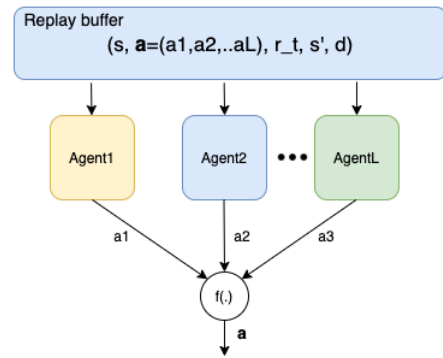 Replay buffer
(s, a=(a1,a2,..aL), r_t, s', d)
Agent1
Agent2
•••
AgentL
a1
a2
a3
f(.)
a